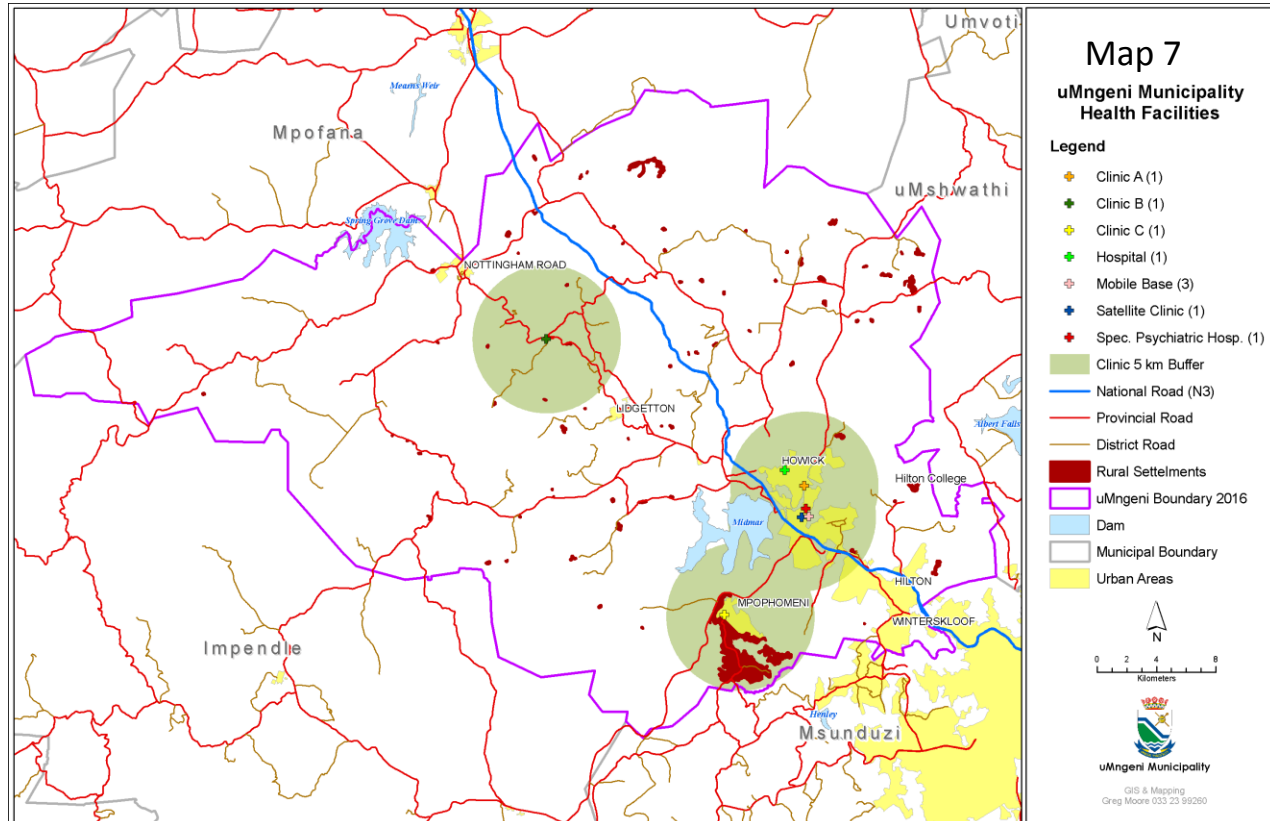 Umvoti
Mearns Weir
Mpofana
uMshwathi
Spring Grove Dam
NOTTINGHAM ROAD
LIDGETTON
Albert Falls
HOWICK
Hilton College
Midmar
HILTON
MPOPHOMENI
WINTERSKLOOF
Impendle
Henley
Msunduzi
Map 7
uMngeni Municipality
Health Facilities
Legend
Clinic A (1)
Clinic B (1)
Clinic C (1)
Hospital (1)
Mobile Base (3)
Satellite Clinic (1)
Spec. Psychiatric Hosp. (1)
Clinic 5 km Buffer
National Road (N3)
Provincial Road
District Road
Rural Settelments
uMngeni Boundary 2016
Dam
Municipal Boundary
Urban Areas
N
0 2 4 8
Kilometers
uMngeni Municipality
GIS & Mapping
Greg Moore 033 23 99260